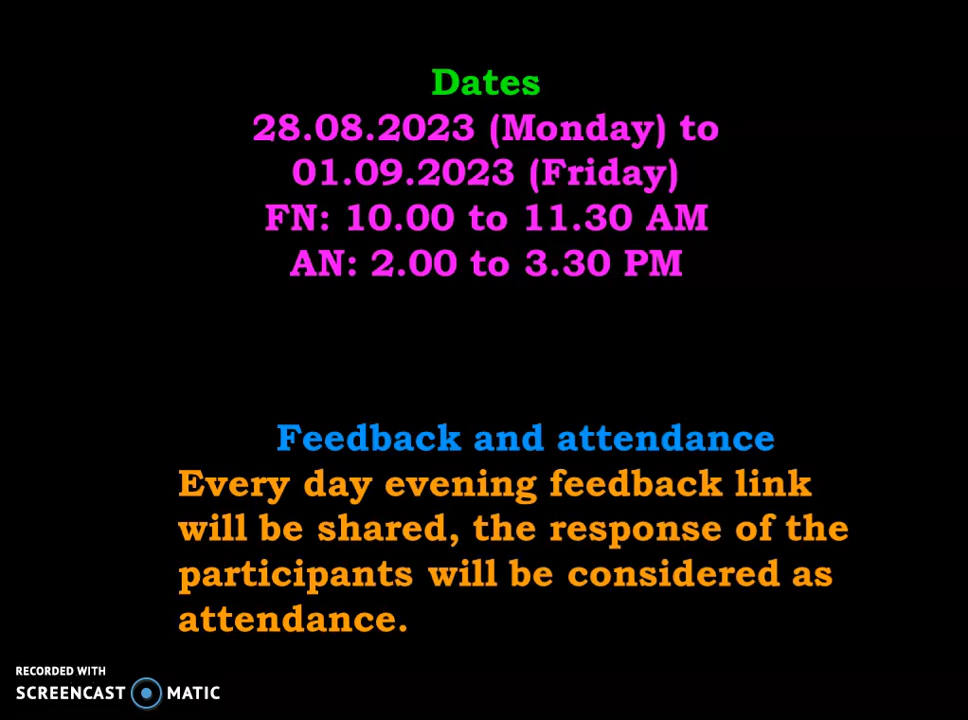 Dates
28.08.2023 (Monday) to
01.09.2023 (Friday)
FN: 10.00 to 11.30 AM
AN: 2.00 to 3.30 PM
Feedback and attendance
Every day evening feedback link
will be shared, the response of the
participants will be considered as
attendance.
RECORDED WITH
SCREENCAST MATIC